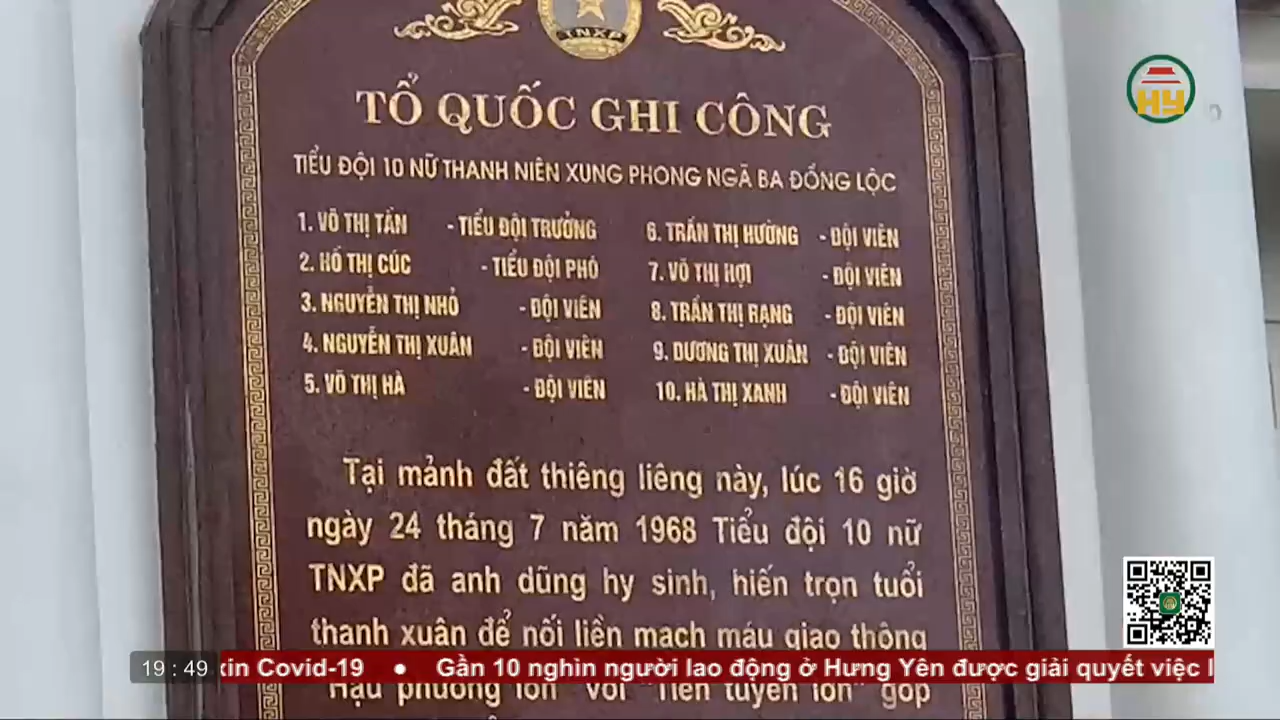 TNXP
TỔ QUỐC GHI CÔNG
TIỂU ĐỘI 10 NỮ THANH NIÊN XUNG PHONG NGÃ BA ĐỒNG LỘC
1. VÕ THỊ TẦN - TIỂU ĐỘI TRƯỞNG
2. HỒ THỊ CÚC - TIỂU ĐỘI PHÓ
3. NGUYỄN THỊ NHỎ - ĐỘI VIÊN
4. NGUYỄN THỊ XUÂN - ĐỘI VIÊN
5. VÕ THỊ HÀ - ĐỘI VIÊN
6. TRẦN THỊ HƯỜNG - ĐỘI VIÊN
7. VÕ THỊ HỢI - ĐỘI VIÊN
8. TRẦN THỊ RẠNG - ĐỘI VIÊN
9. DƯƠNG THỊ XUÂN - ĐỘI VIÊN
10. HÀ THỊ XANH - ĐỘI VIÊN
Tại mảnh đất thiêng liêng này, lúc 16 giờ
ngày 24 tháng 7 năm 1968 Tiểu đội 10 nữ
TNXP đã anh dũng hy sinh, hiến trọn tuổi
thanh xuân để nối liền mạch máu giao thông
"Hậu phương lớn" với "Tiền tuyến lớn" góp
HY
19 : 49 xin Covid-19 ● Gần 10 nghìn người lao động ở Hưng Yên được giải quyết việc l